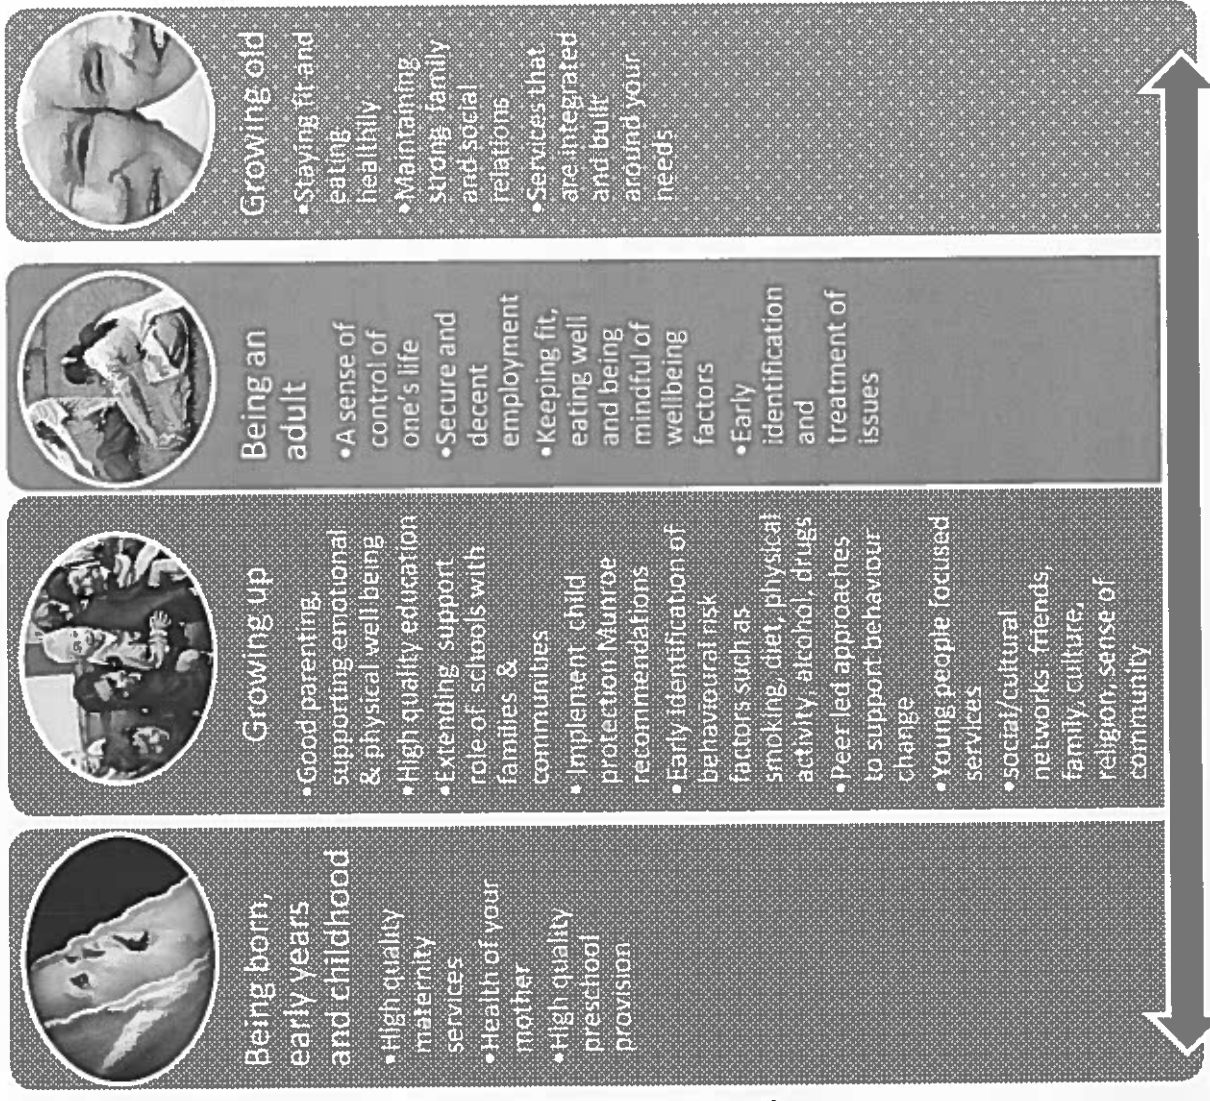 Being born,
early years
and childhood
•High quality
maternity
services
•Health of your
mother
•High quality
preschool
provision
Growing up
•Good parenting,
supporting emotional
& physical well being
•High quality education
•Extending support
role of schools with
families &
communities
•Implement child
protection Munroe
recommendations
•Early identification of
behavioural risk
factors such as
smoking, diet, physical
activity, alcohol, drugs
•Peer led approaches
to support behaviour
change
•Young people focused
services
•social/cultural
networks friends,
family, culture,
religion, sense of
community
Being an
adult
•A sense of
control of
one's life
•Secure and
decent
employment
•Keeping fit,
eating well
and being
mindful of
wellbeing
factors
•Early
identification
and
treatment of
issues
Growing old
•Staying fit and
eating
healthily
•Maintaining
strong family
and social
relations
•Services that
are integrated
and built
around your
needs